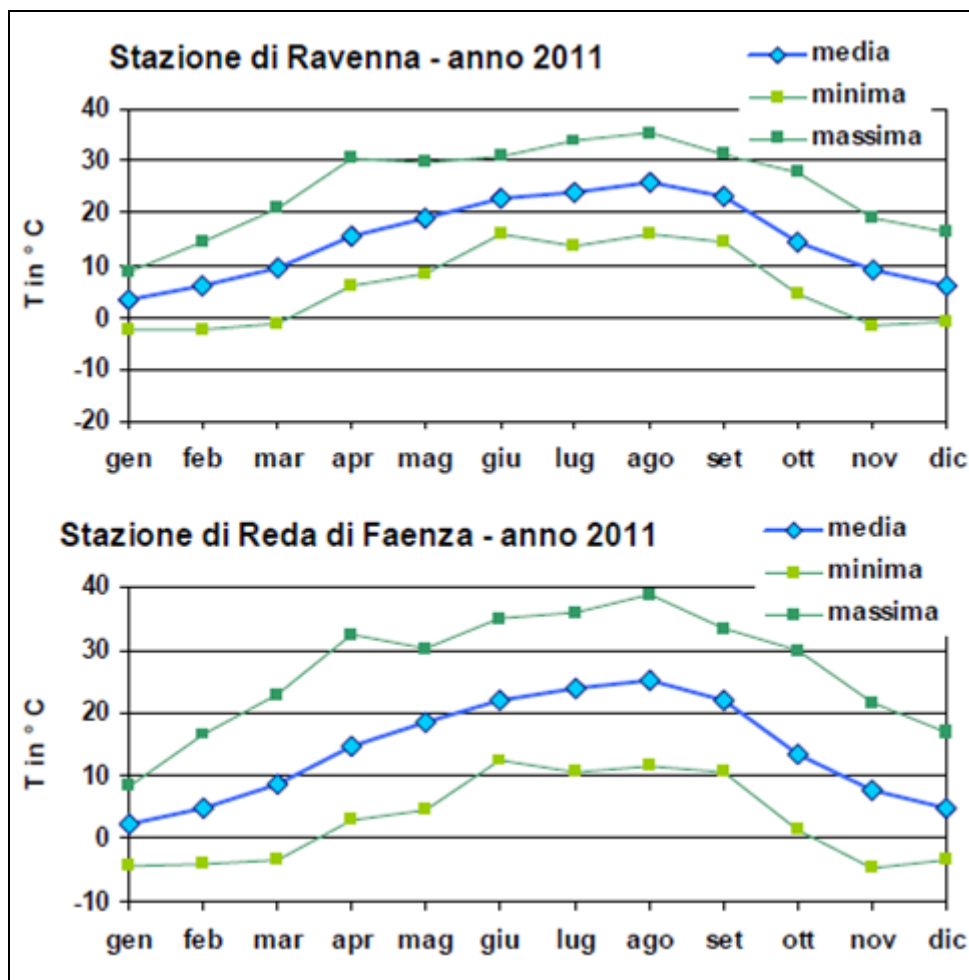 Stazione di Ravenna - anno 2011
media
minima
massima
40
30
20
10
0
-10
-20
T in ° C
gen feb mar apr mag giu lug ago set ott nov dic
Stazione di Reda di Faenza - anno 2011
media
minima
massima
40
30
20
10
0
-10
T in ° C
gen feb mar apr mag giu lug ago set ott nov dic